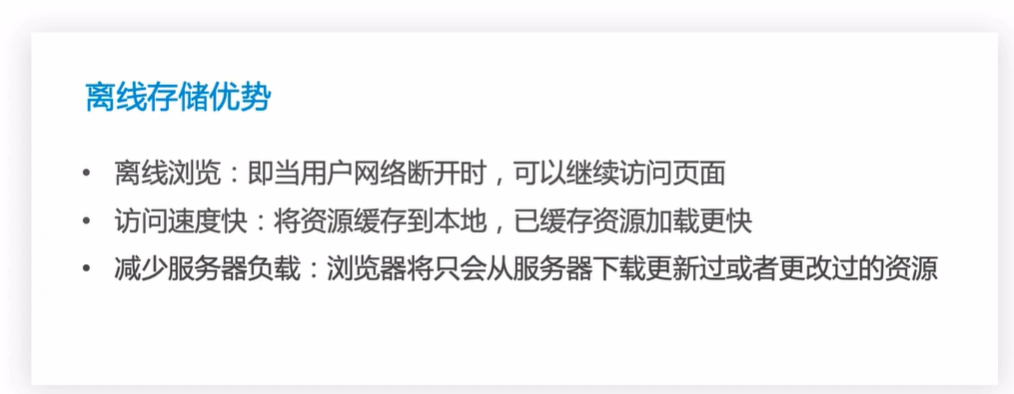 离线存储优势
• 离线浏览：即当用户网络断开时，可以继续访问页面
• 访问速度快：将资源缓存到本地，已缓存资源加载更快
• 减少服务器负载：浏览器将只会从服务器下载更新过或者更改过的资源